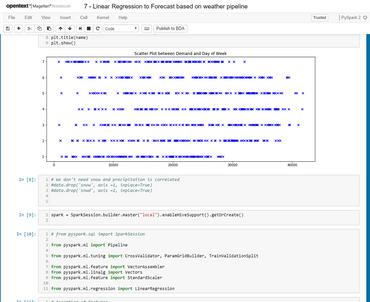 opentext™ | Magellan™ Notebook
7 - Linear Regression to Forecast based on weather pipeline
File Edit View Insert Cell Kernel Help
Trusted PySpark 2
Code Publish to BDA
8 plt.title(name)
9 plt.show()
Scatter Plot between Demand and Day of Week
7
6
5
4
3
2
1
0 10000 20000 30000 40000
In [8]: 1 # We don't need snow and precipitation is correlated
2 #data.drop('snow', axis =1, inplace=True)
3 #data.drop('snwd', axis =1, inplace=True)
4
5
In [9]: 1 spark = SparkSession.builder.master("local").enableHiveSupport().getOrCreate()
2
In [10]: 1 # from pyspark.sql import SparkSession
2
3 from pyspark.ml import Pipeline
4
5 from pyspark.ml.tuning import CrossValidator, ParamGridBuilder, TrainValidationSplit
6
7 from pyspark.ml.feature import VectorAssembler
8 from pyspark.ml.linalg import Vectors
9 from pyspark.ml.feature import StandardScaler
10
11 from pyspark.ml.regression import LinearRegression